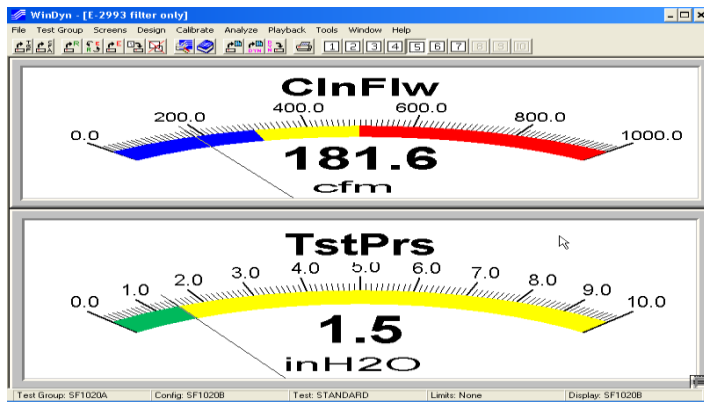 WinDyn - [E-2993 filter only]
File Test Group Screens Design Calibrate Analyze Playback Tools Window Help
1 2 3 4 5 6 7 8 9 10
ClnFlw
0.0 200.0 400.0 600.0 800.0 1000.0
181.6
cfm
TstPrs
0.0 1.0 2.0 3.0 4.0 5.0 6.0 7.0 8.0 9.0 10.0
1.5
inH2O
Test Group: SF1020A Config: SF1020B Test: STANDARD Limits: None Display: SF1020B